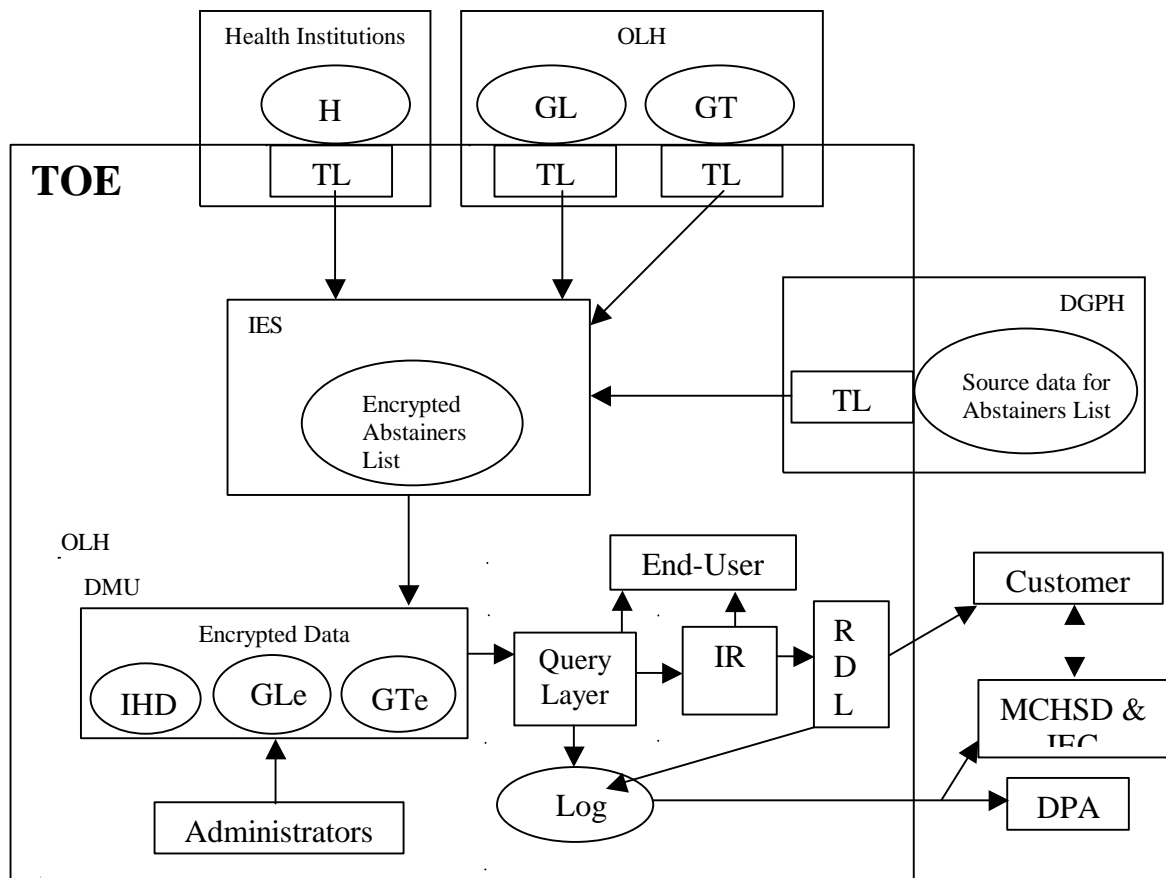 Health Institutions
OLH
H
GL
GT
TOE
TL
TL
TL
IES
DGPH
Encrypted
Abstainers
List
TL
Source data for
Abstainers List
OLH
DMU
End-User
Customer
Encrypted Data
IHD
GLe
GTe
Query
Layer
IR
R
D
L
MCHSD &
Log
DPA
Administrators